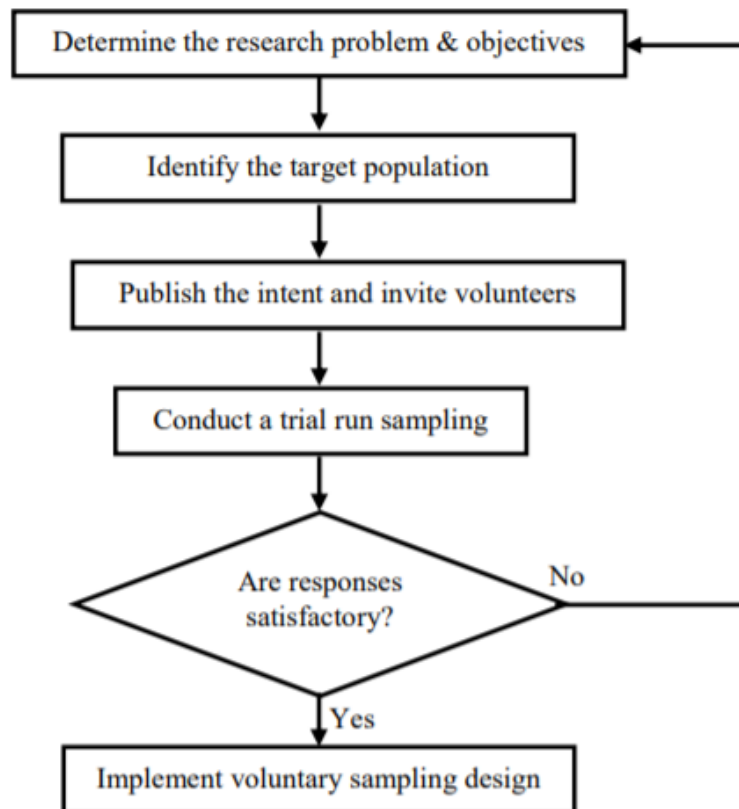 Determine the research problem & objectives
Identify the target population
Publish the intent and invite volunteers
Conduct a trial run sampling
Are responses
satisfactory?
No
Yes
Implement voluntary sampling design